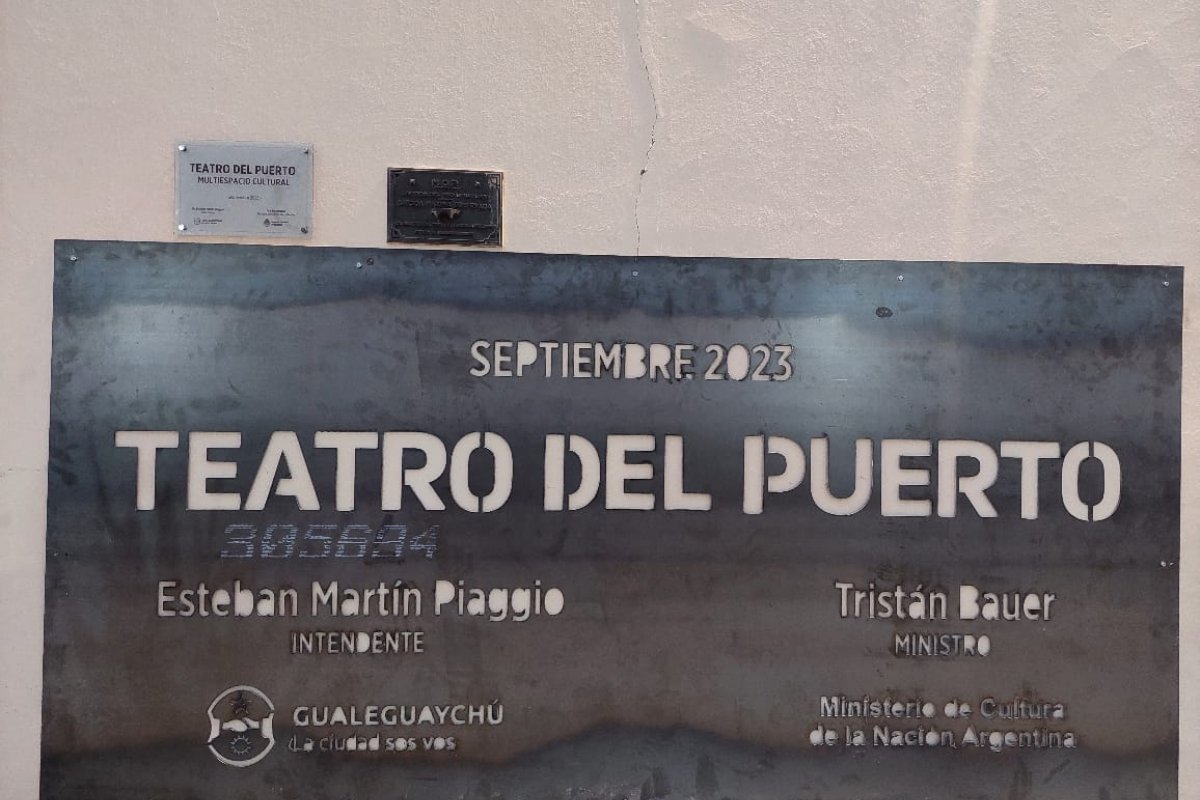 TEATRO DEL PUERTO
MULTIESPACIO CULTURAL
SEPTIEMBRE 2023
TEATRO DEL PUERTO
305694
Esteban Martín Piaggio
INTENDENTE
Tristán Bauer
MINISTRO
GUALEGUAYCHÚ
La ciudad sos vos
Ministerio de Cultura
de la Nación Argentina